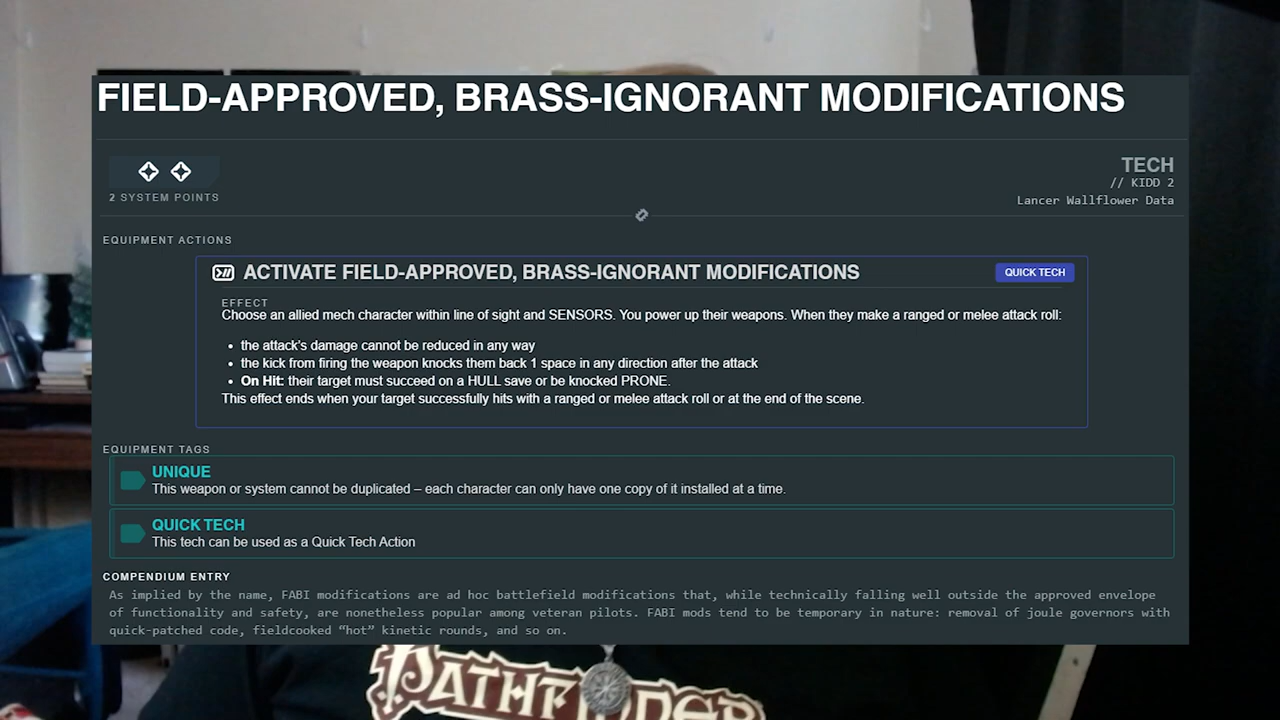 FIELD-APPROVED, BRASS-IGNORANT MODIFICATIONS
2 SYSTEM POINTS
TECH
// KIDD 2
Lancer Wallflower Data
EQUIPMENT ACTIONS
ACTIVATE FIELD-APPROVED, BRASS-IGNORANT MODIFICATIONS
QUICK TECH
EFFECT
Choose an allied mech character within line of sight and SENSORS. You power up their weapons. When they make a ranged or melee attack roll:
• the attack's damage cannot be reduced in any way
• the kick from firing the weapon knocks them back 1 space in any direction after the attack
• On Hit: their target must succeed on a HULL save or be knocked PRONE.
This effect ends when your target successfully hits with a ranged or melee attack roll or at the end of the scene.
EQUIPMENT TAGS
UNIQUE
This weapon or system cannot be duplicated – each character can only have one copy of it installed at a time.
QUICK TECH
This tech can be used as a Quick Tech Action
COMPENDIUM ENTRY
As implied by the name, FABI modifications are ad hoc battlefield modifications that, while technically falling well outside the approved envelope
of functionality and safety, are nonetheless popular among veteran pilots. FABI mods tend to be temporary in nature: removal of joule governors with
quick-patched code, fieldcooked “hot” kinetic rounds, and so on.
PATHFINDER